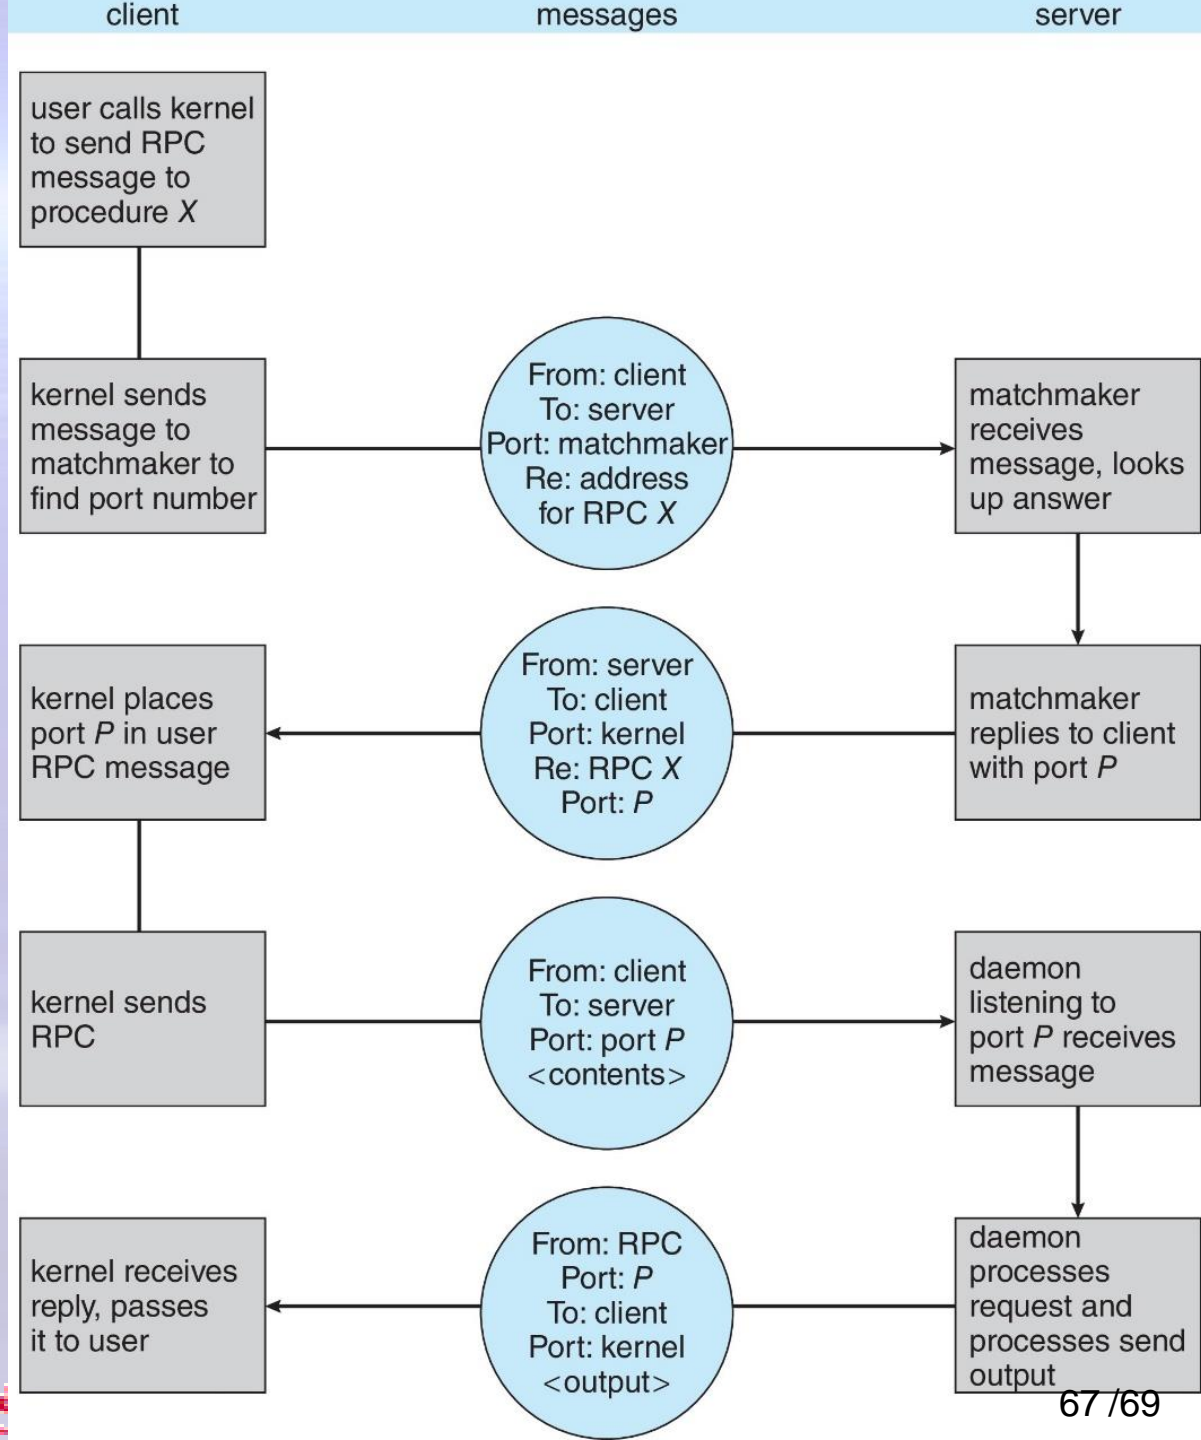 client
messages
server
user calls kernel
to send RPC
message to
procedure X
kernel sends
message to
matchmaker to
find port number
From: client
To: server
Port: matchmaker
Re: address
for RPC X
matchmaker
receives
message, looks
up answer
kernel places
port P in user
RPC message
From: server
To: client
Port: kernel
Re: RPC X
Port: P
matchmaker
replies to client
with port P
kernel sends
RPC
From: client
To: server
Port: port P
<contents>
daemon
listening to
port P receives
message
kernel receives
reply, passes
it to user
From: RPC
Port: P
To: client
Port: kernel
<output>
daemon
processes
request and
processes send
output
67 /69